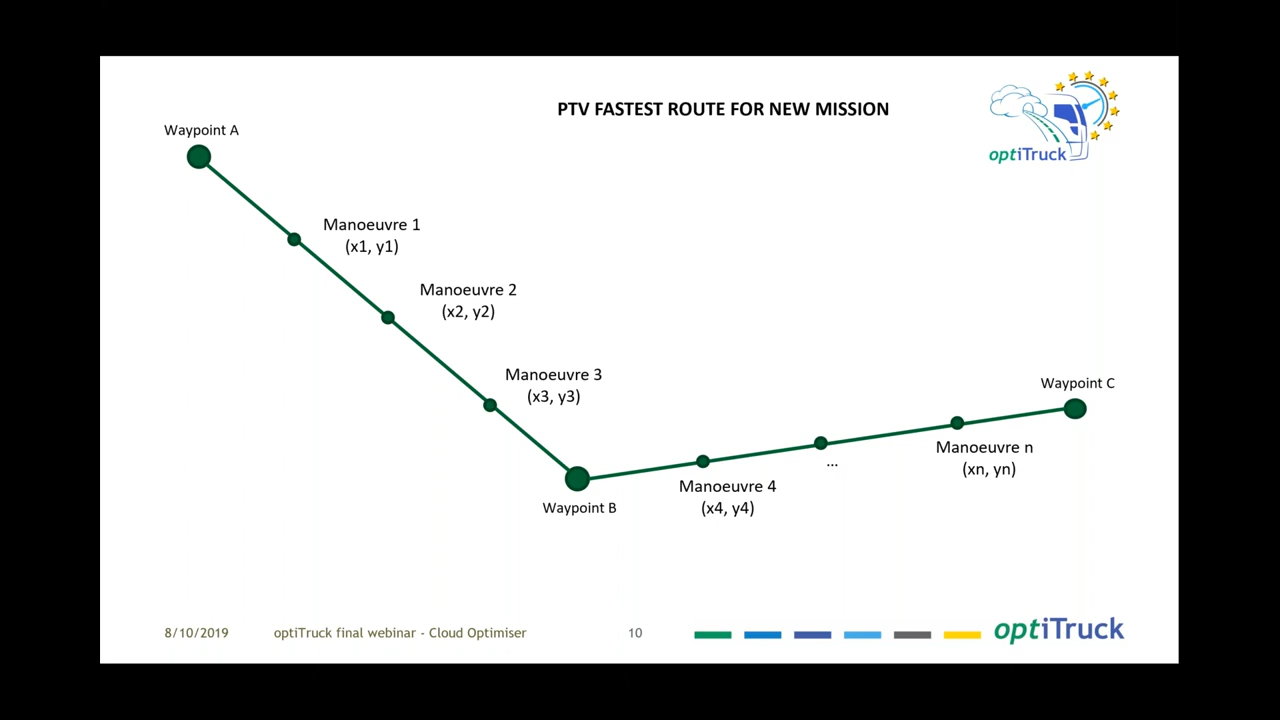 PTV FASTEST ROUTE FOR NEW MISSION
optiTruck
Waypoint A
Manoeuvre 1
(x1, y1)
Manoeuvre 2
(x2, y2)
Manoeuvre 3
(x3, y3)
Waypoint B
Manoeuvre 4
(x4, y4)
...
Manoeuvre n
(xn, yn)
Waypoint C
8/10/2019
optiTruck final webinar - Cloud Optimiser
10
optiTruck